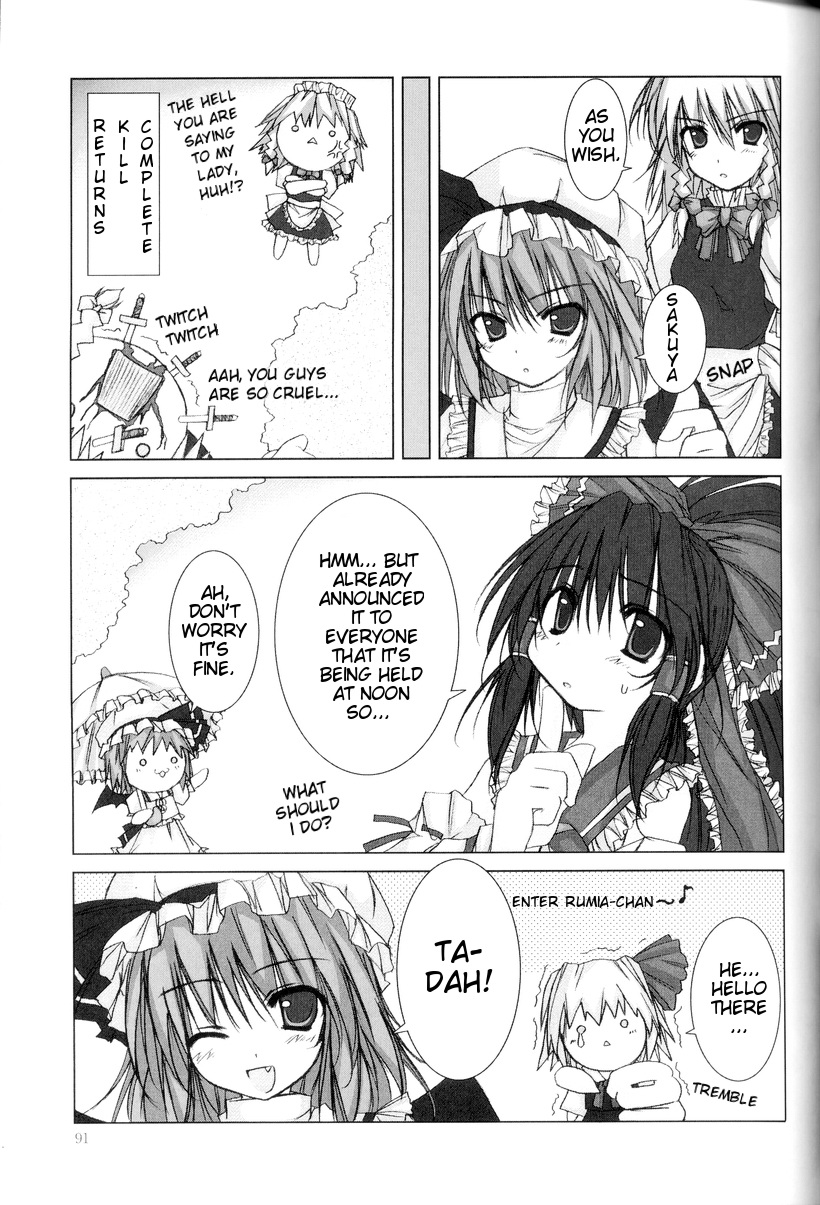 SAKUYA
SNAP
AS
YOU
WISH.
COMPLETE
KILL
RETURNS
THE HELL
YOU ARE
SAYING
TO MY
LADY,
HUH!?
TWITCH
TWITCH
AAH, YOU GUYS
ARE SO CRUEL...
HMM... BUT
ALREADY
ANNOUNCED
IT TO
EVERYONE
THAT IT'S
BEING HELD
AT NOON
SO...
WHAT
SHOULD
I DO?
AH,
DON'T
WORRY
IT'S
FINE.
HE...
HELLO
THERE
...
ENTER RUMIA-CHAN~♪
TREMBLE
TA-
DAH!
91